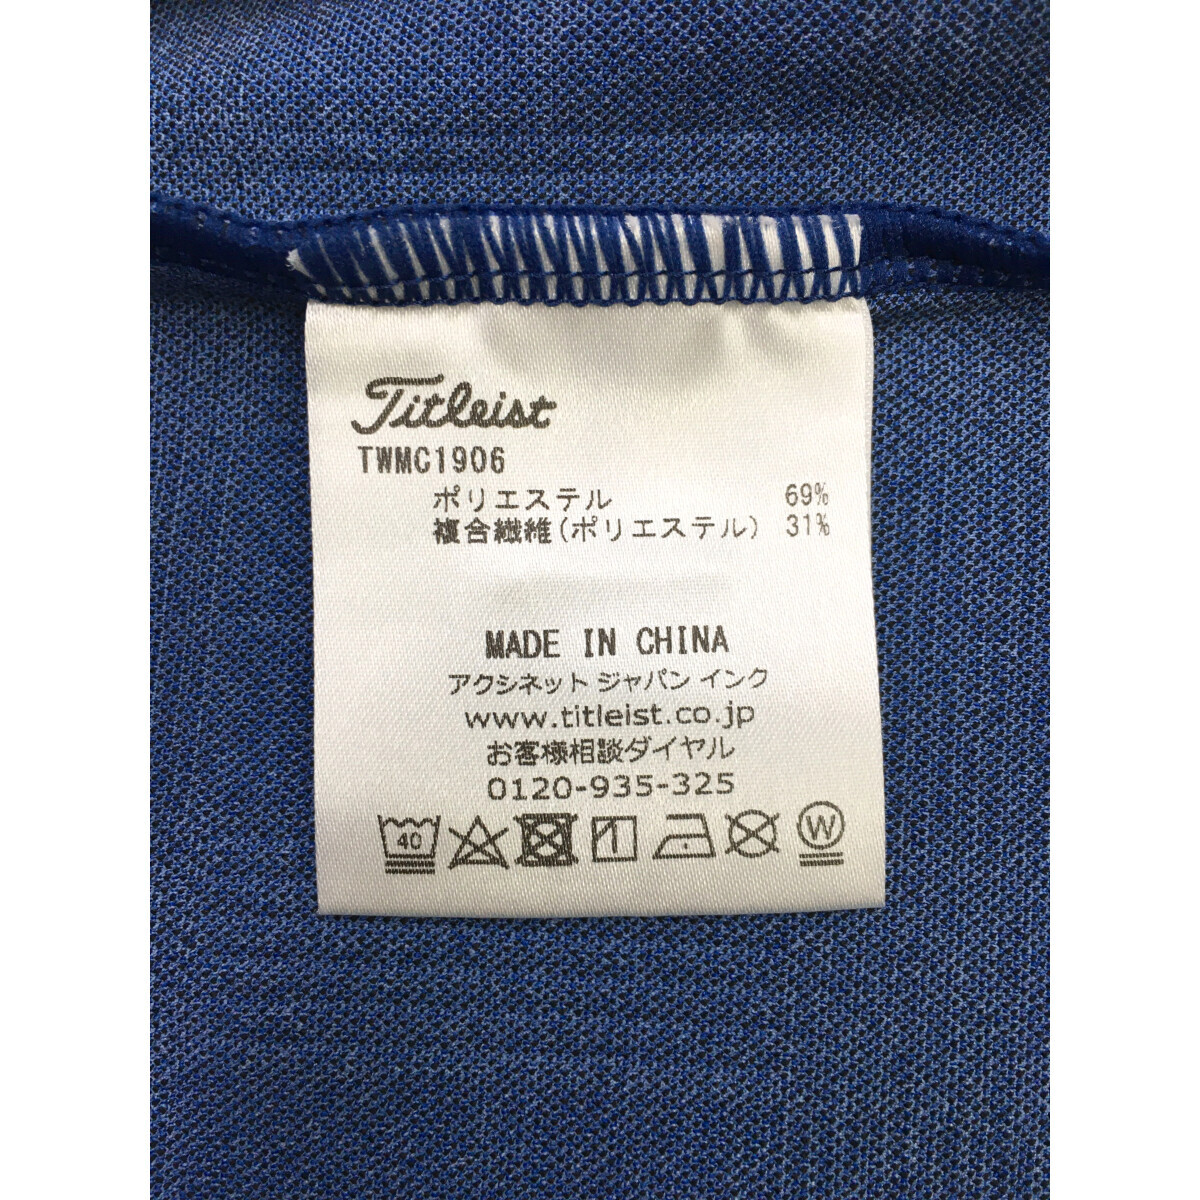 Titleist
TWMC1906
ポリエステル 69%
複合繊維(ポリエステル) 31%
MADE IN CHINA
アクシネット ジャパン インク
www.titleist.co.jp
お客様相談ダイヤル
0120-935-325
40 W